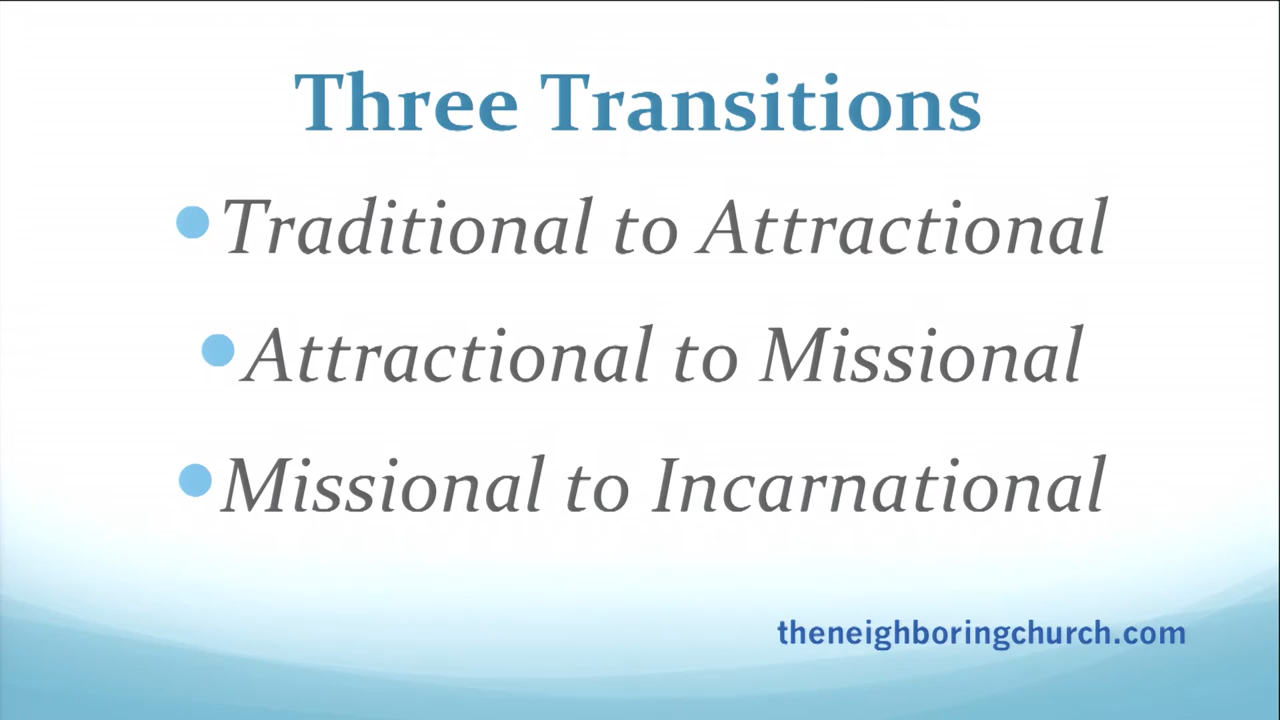 Three Transitions
•Traditional to Attractional
•Attractional to Missional
•Missional to Incarnational
theneighboringchurch.com